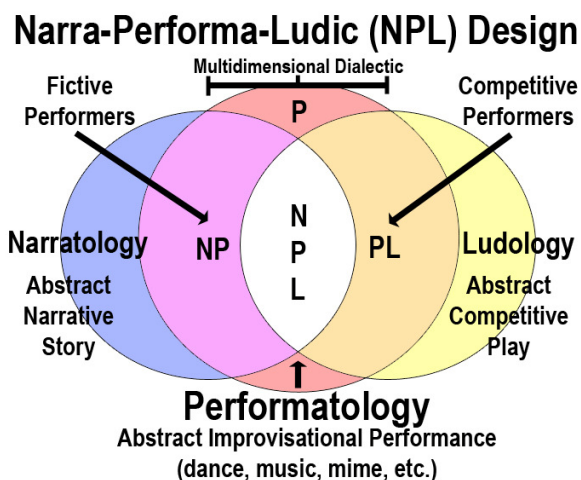 Narra-Performa-Ludic (NPL) Design
Multidimensional Dialectic
Fictive
Performers
Competitive
Performers
P
N
P
L
NP
PL
Narratology
Abstract
Narrative
Story
Ludology
Abstract
Competitive
Play
Performatology
Abstract Improvisational Performance
(dance, music, mime, etc.)